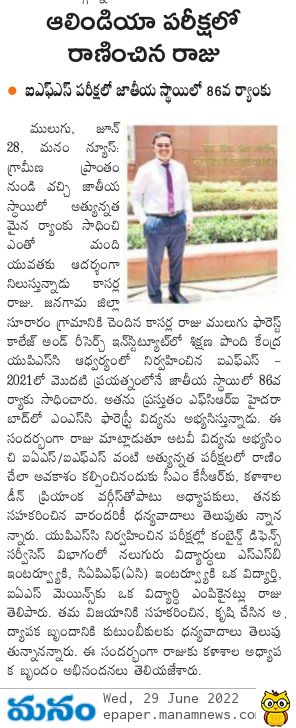 ఆలిండియా పరీక్షలో
రాణించిన రాజు
● ఐఎఫ్ఎస్ పరీక్షలో జాతీయ స్థాయిలో 86వ ర్యాంకు
ములుగు, జూన్
28, మనం న్యూస్:
గ్రామీణ ప్రాంతం
నుండి వచ్చి జాతీయ
స్థాయిలో అత్యున్నత
మైన ర్యాంకు సాధించి
ఎంతో మంది
యువతకు ఆదర్శంగా
నిలుస్తున్నాడు కాసర్ల
రాజు. జనగామ జిల్లా
సూరారం గ్రామానికి చెందిన కాసర్ల రాజు ములుగు ఫారెస్ట్
కాలేజ్ అండ్ రీసెర్చ్ ఇన్‌స్టిట్యూట్‌లో శిక్షణ పొంది కేంద్ర
యుపిఎస్‌సి ఆధ్వర్యంలో నిర్వహించిన ఐఎఫ్ఎస్ –
2021లో మొదటి ప్రయత్నంలోనే జాతీయ స్థాయిలో 86వ
ర్యాకు సాధించారు. అతను ప్రస్తుతం ఎఫ్‌సిఆర్ఐ హైదరా
బాద్‌లో ఎంఎస్‌సి ఫారెస్ట్రీ విద్యను అభ్యసిస్తున్నాడు. ఈ
సందర్భంగా రాజు మాట్లాడుతూ అటవీ విద్యను అభ్యసిం
చి ఐఏఎస్/ఐఎఫ్ఎస్ వంటి అత్యున్నత పరీక్షలలో రాణిం
చేలా అవకాశం కల్పించినందుకు సీఎం కేసీఆర్‌కు, కళాశాల
డీన్ ప్రియాంక వర్గీస్‌తోపాటు అధ్యాపకులు, తనకు
సహకరించిన వారందరికీ ధన్యవాదాలు తెలుపుతు న్నాన
న్నారు. యుపిఎస్‌సి నిర్వహించిన పరీక్షల్లో కంబైన్డ్ డిఫెన్స్
సర్వీసెస్ విభాగంలో నలుగురు విద్యార్థులు ఎస్ఎస్‌బి
ఇంటర్వ్యూకి, సిఏపిఎఫ్(ఏసి) ఇంటర్వ్యూకి ఒక విద్యార్థి,
ఐఏఎస్ మెయిన్స్‌కు ఒక విద్యార్థి ఎంపికైనట్లు రాజు
తెలిపారు. తమ విజయానికి సహకరించిన, కృషి చేసిన అ
ధ్యాపక బృందానికి కుటుంబీకులకు ధన్యవాదాలు తెలుపు
తున్నానన్నారు. ఈ సందర్భంగా రాజుకు కళాశాల అధ్యాప
క బృందం అభినందనలు తెలియజేశారు.
మనం
Wed, 29 June 2022
epaper.manamnews.co